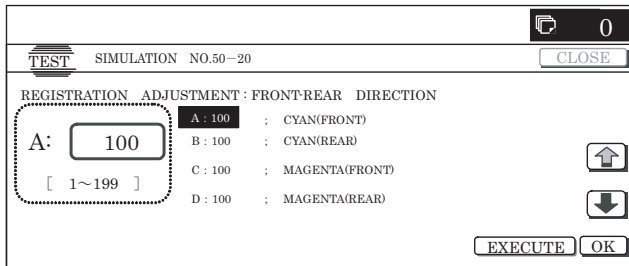 0
TEST SIMULATION NO.50−20 CLOSE
REGISTRATION ADJUSTMENT : FRONT-REAR DIRECTION
A: 100
[ 1～199 ]
A : 100 ; CYAN(FRONT)
B : 100 ; CYAN(REAR)
C : 100 ; MAGENTA(FRONT)
D : 100 ; MAGENTA(REAR)
EXECUTE OK